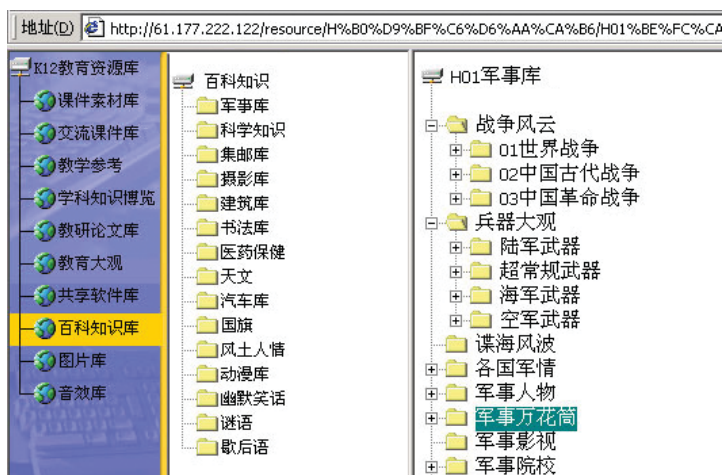 地址(D) http://61.177.222.122/resource/H%B0%D9%BF%C6%D6%AA%CA%B6/H01%BE%FC%CA
K12教育资源库
课件素材库
交流课件库
教学参考
学科知识博览
教研论文库
教育大观
共享软件库
百科知识库
图片库
音效库
百科知识
军事库
科学知识
集邮库
摄影库
建筑库
书法库
医药保健
天文
汽车库
国旗
风土人情
动漫库
幽默笑话
谜语
歇后语
H01军事库
战争风云
01世界战争
02中国古代战争
03中国革命战争
兵器大观
陆军武器
超常规武器
海军武器
空军武器
谍海风波
各国军情
军事人物
军事万花筒
军事影视
军事院校